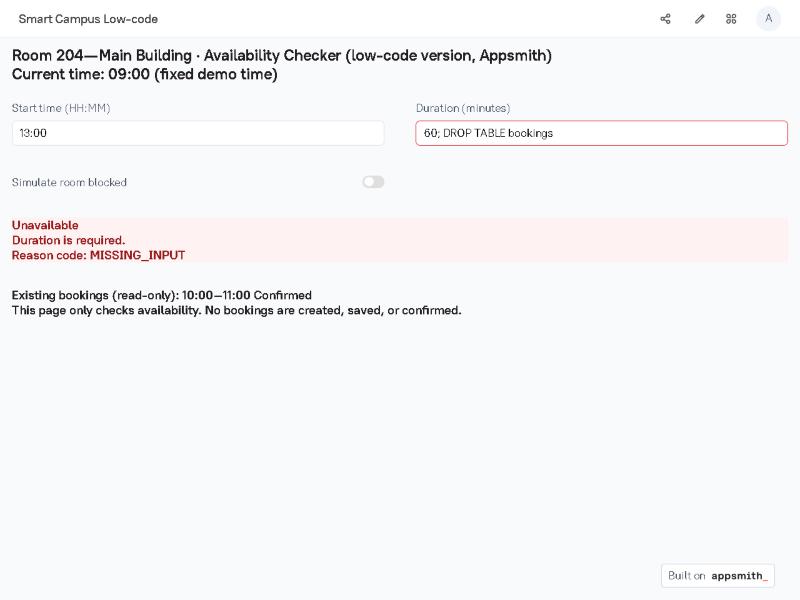 Smart Campus Low-code
A
Room 204—Main Building · Availability Checker (low-code version, Appsmith)
Current time: 09:00 (fixed demo time)
Start time (HH:MM)
Duration (minutes)
13:00
60; DROP TABLE bookings
Simulate room blocked
Unavailable
Duration is required.
Reason code: MISSING_INPUT
Existing bookings (read-only): 10:00–11:00 Confirmed
This page only checks availability. No bookings are created, saved, or confirmed.
Built on appsmith_